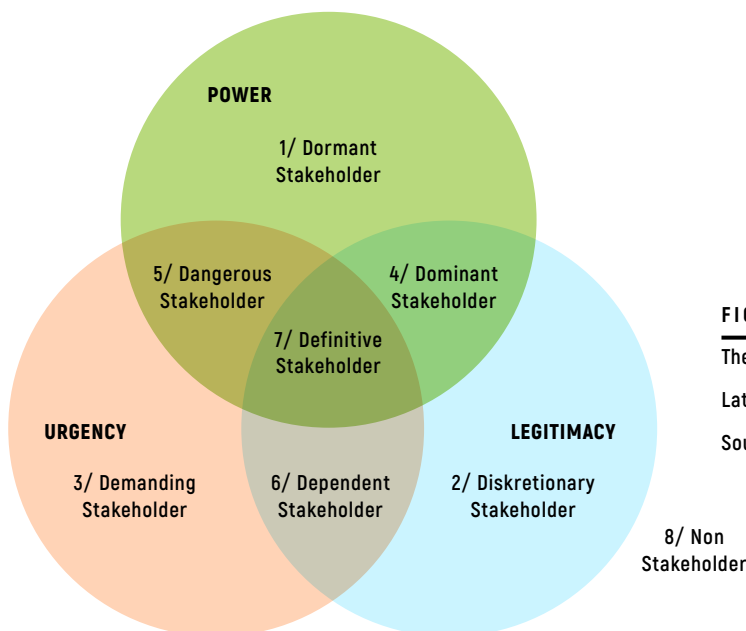 POWER
1/ Dormant
Stakeholder
5/ Dangerous
Stakeholder
4/ Dominant
Stakeholder
7/ Definitive
Stakeholder
URGENCY
LEGITIMACY
3/ Demanding
Stakeholder
6/ Dependent
Stakeholder
2/ Diskretionary
Stakeholder
8/ Non
Stakeholder
The